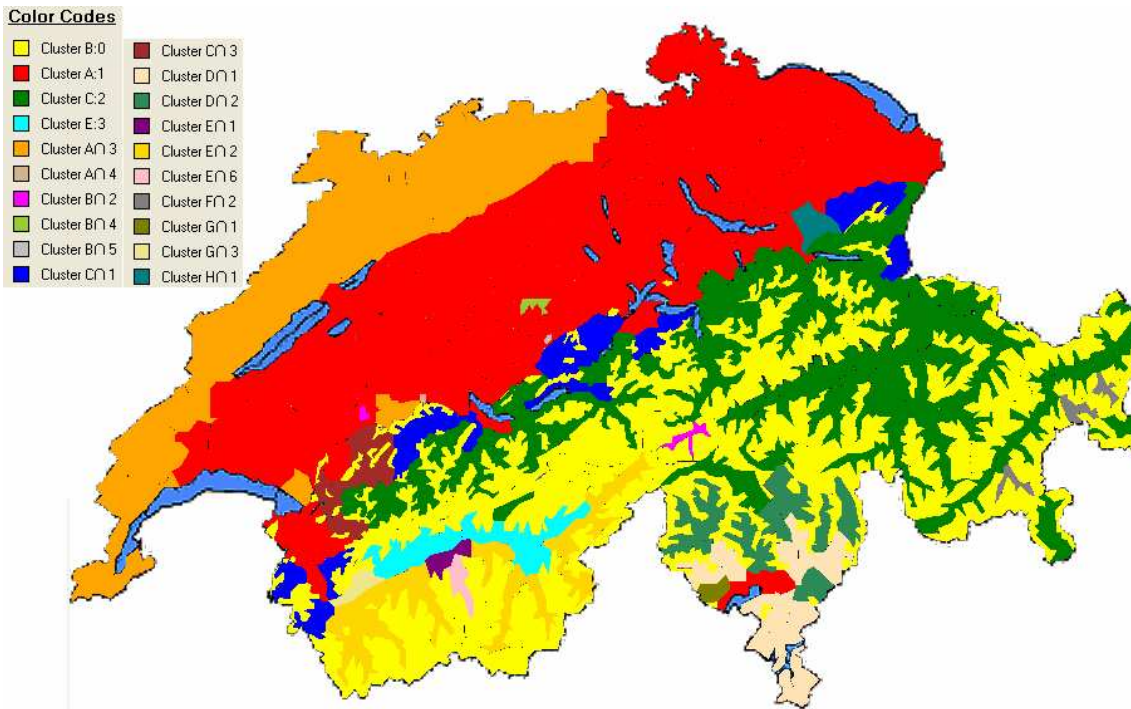 Color Codes
Cluster B:0
Cluster A:1
Cluster C:2
Cluster E:3
Cluster A∩ 3
Cluster A∩ 4
Cluster B∩ 2
Cluster B∩ 4
Cluster B∩ 5
Cluster C∩ 1
Cluster C∩ 3
Cluster D∩ 1
Cluster D∩ 2
Cluster E∩ 1
Cluster E∩ 2
Cluster E∩ 6
Cluster F∩ 2
Cluster G∩ 1
Cluster G∩ 3
Cluster H∩ 1